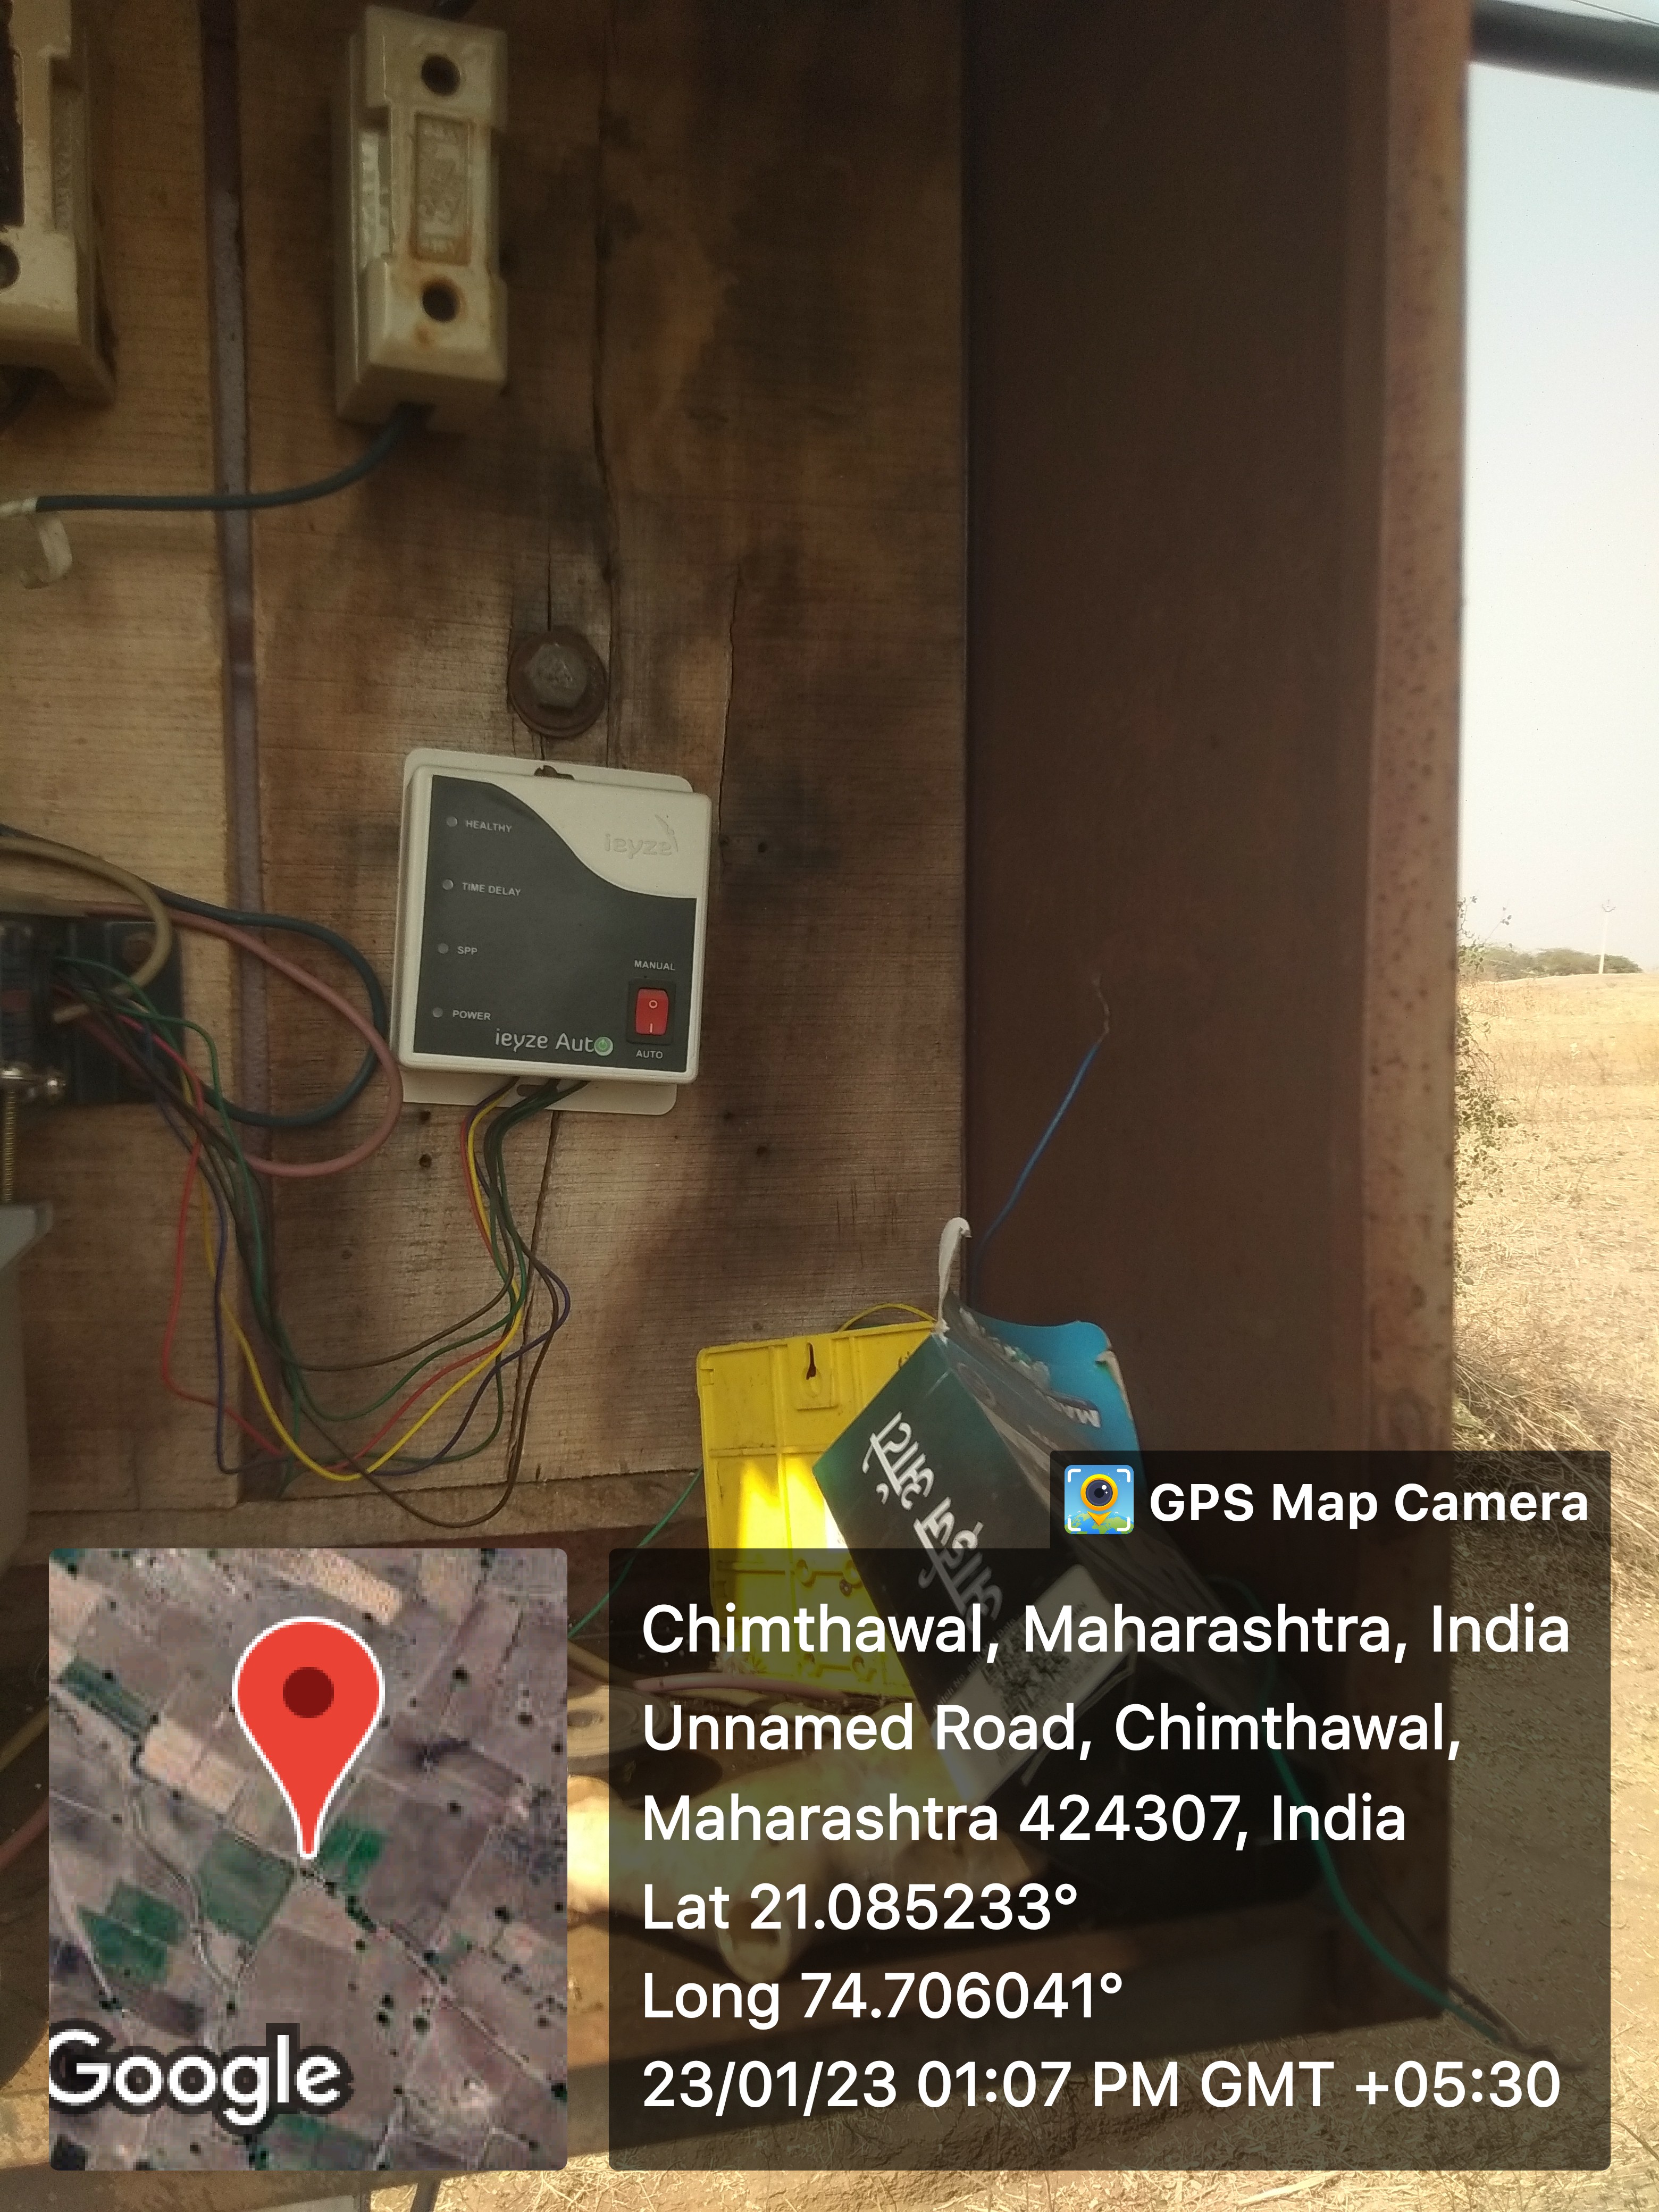 HEALTHY
ieyze
TIME DELAY
SPP
MANUAL
POWER
ieyze Auto
AUTO
GPS Map Camera
Chimthawal, Maharashtra, India
Unnamed Road, Chimthawal,
Maharashtra 424307, India
Lat 21.085233°
Long 74.706041°
23/01/23 01:07 PM GMT +05:30
Google